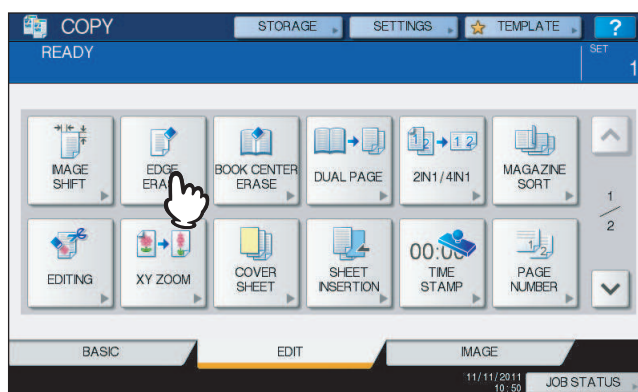 COPY
STORAGE
SETTINGS
TEMPLATE
?
READY
SET
1
IMAGE
SHIFT
EDGE
ERA
BOOK CENTER
ERASE
DUAL PAGE
2IN1/4IN1
MAGAZINE
SORT
1
2
EDITING
XY ZOOM
COVER
SHEET
SHEET
INSERTION
00:00
TIME
STAMP
PAGE
NUMBER
BASIC
EDIT
IMAGE
11/11/2011
10:50
JOB STATUS